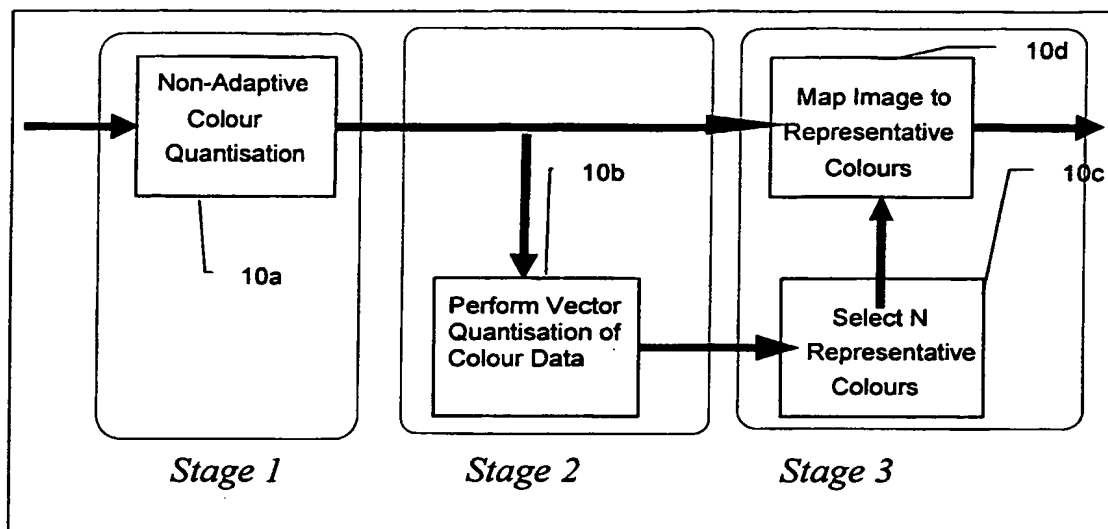 Non-Adaptive
Colour
Quantisation
10a
10b
Perform Vector
Quantisation of
Colour Data
10d
Map Image to
Representative
Colours
10c
Select N
Representative
Colours
Stage 1
Stage 2
Stage 3